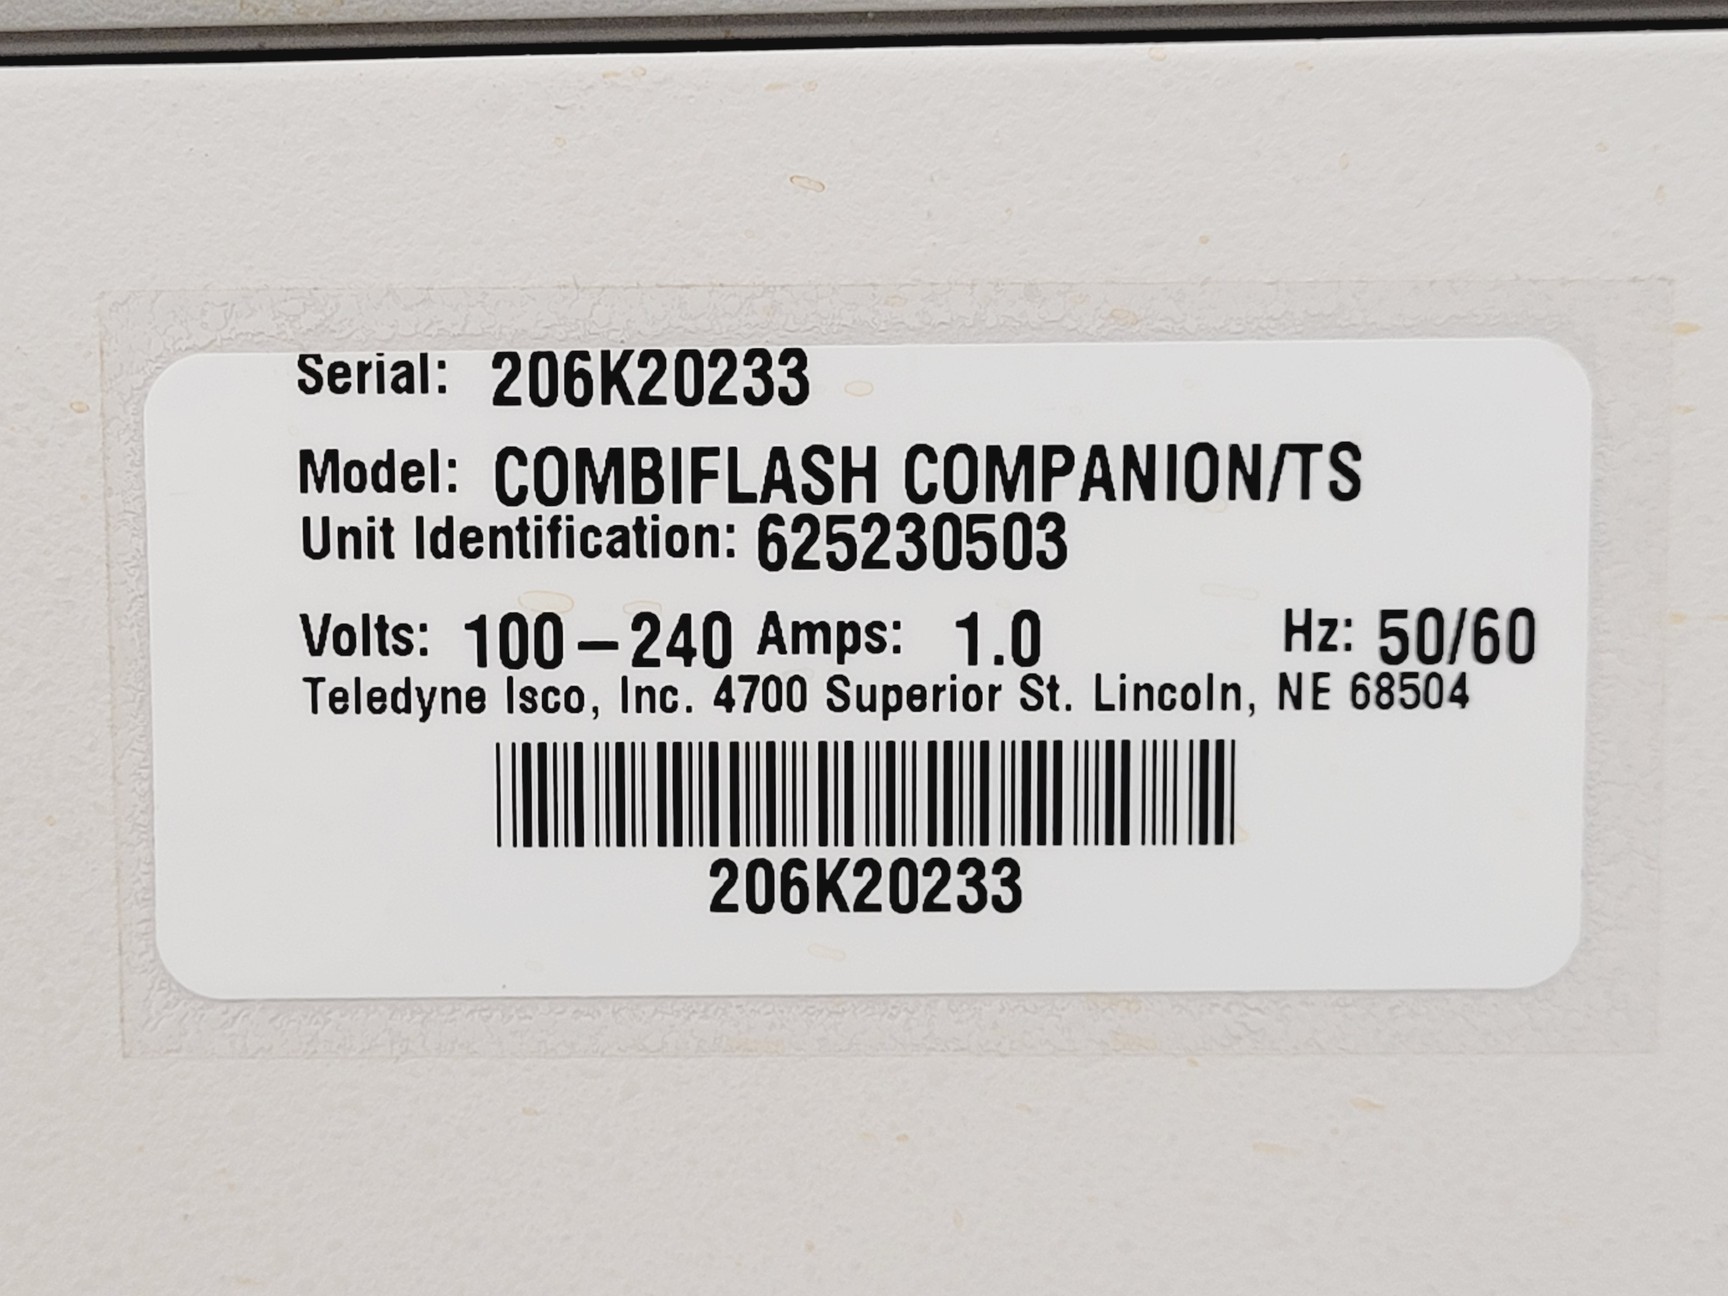 Serial: 206K20233
Model: COMBIFLASH COMPANION/TS
Unit Identification: 625230503
Volts: 100-240 Amps: 1.0 Hz: 50/60
Teledyne Isco, Inc. 4700 Superior St. Lincoln, NE 68504
206K20233